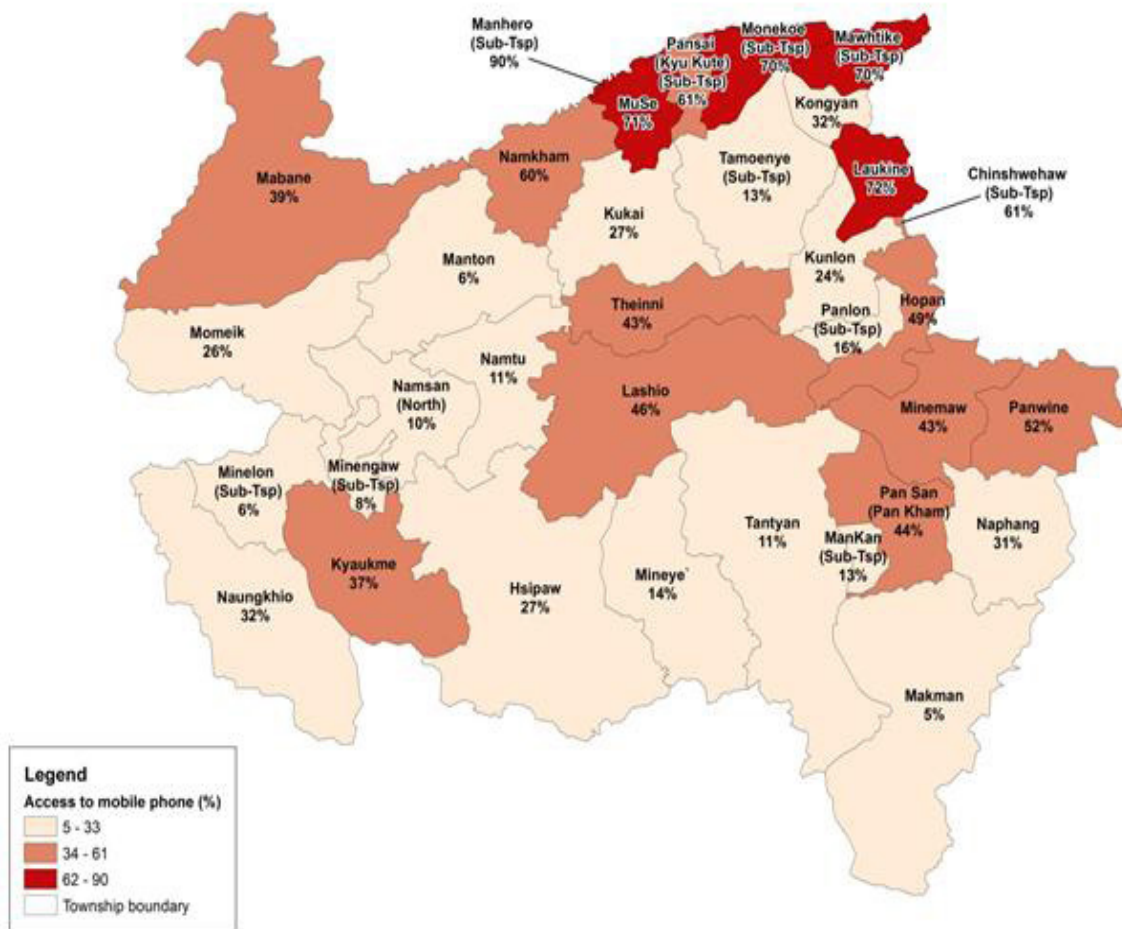 Manhero
(Sub-Tsp)
90%
Pansai
(Kyu Kute)
(Sub-Tsp)
61%
Monekoe
(Sub-Tsp)
70%
Mawhtike
(Sub-Tsp)
70%
MuSe
71%
Kongyan
32%
Namkham
60%
Mabane
39%
Tamoenye
(Sub-Tsp)
13%
Laukine
72%
Chinshwehaw
(Sub-Tsp)
61%
Kukai
27%
Manton
6%
Kunlon
24%
Theinni
43%
Hopan
49%
Panlon
(Sub-Tsp)
16%
Momeik
26%
Namtu
11%
Namsan
(North)
10%
Lashio
46%
Minemaw
43%
Panwine
52%
Minelon
(Sub-Tsp)
6%
Minengaw
(Sub-Tsp)
8%
Pan San
(Pan Kham)
44%
Tantyan
11%
Naphang
31%
ManKan
(Sub-Tsp)
13%
Kyaukme
37%
Mineye`
14%
Hsipaw
27%
Naungkhio
32%
Makman
5%
Legend
Access to mobile phone (%)
5 - 33
34 - 61
62 - 90
Township boundary